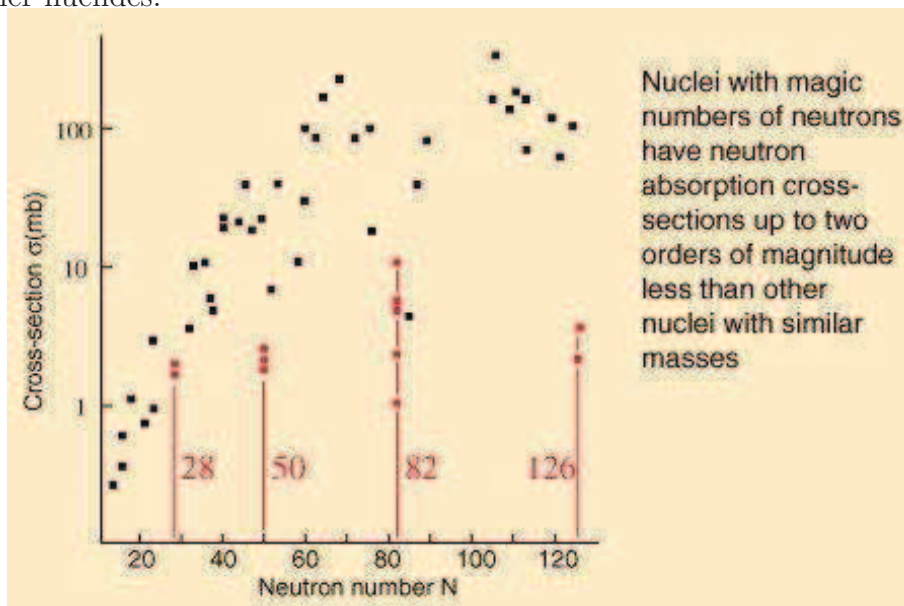 nuclides.
Nuclei with magic
numbers of neutrons
have neutron
absorption cross-
sections up to two
orders of magnitude
less than other
nuclei with similar
masses
Cross-section σ(mb)
100
10
1
28
50
82
126
20 40 60 80 100 120
Neutron number N